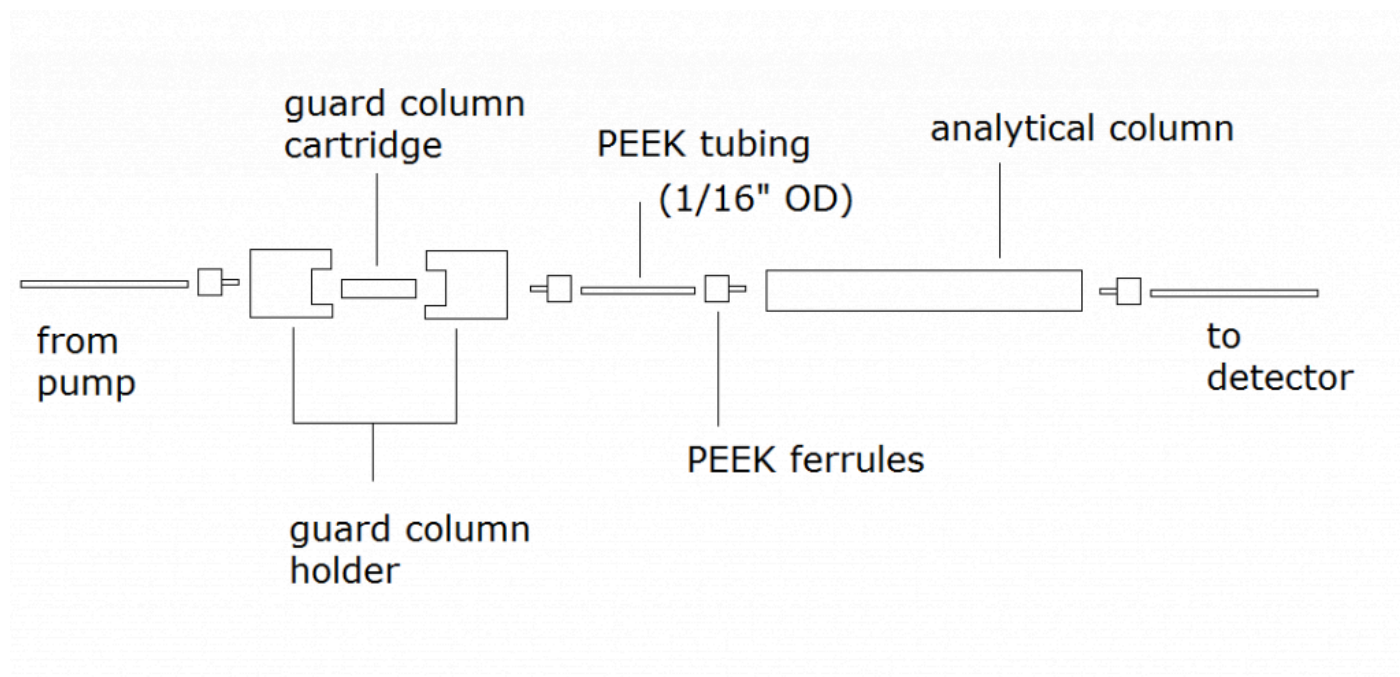 guard column
cartridge
PEEK tubing
(1/16" OD)
analytical column
from
pump
to
detector
PEEK ferrules
guard column
holder